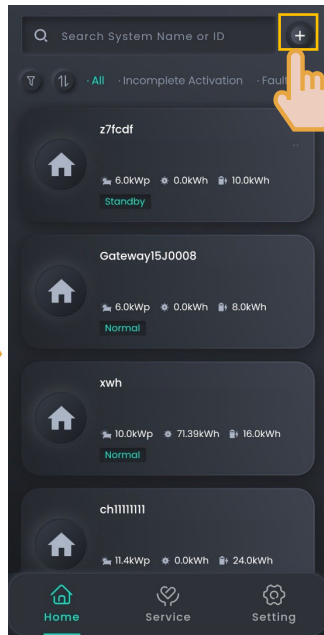 Search System Name or ID
All · Incomplete Activation · Fault
z7fcdf
6.0kWp 0.0kWh 10.0kWh
Standby
Gateway15J0008
6.0kWp 0.0kWh 8.0kWh
Normal
xwh
10.0kWp 71.39kWh 16.0kWh
Normal
ch11111111
11.4kWp 0.0kWh 24.0kWh
Home Service Setting